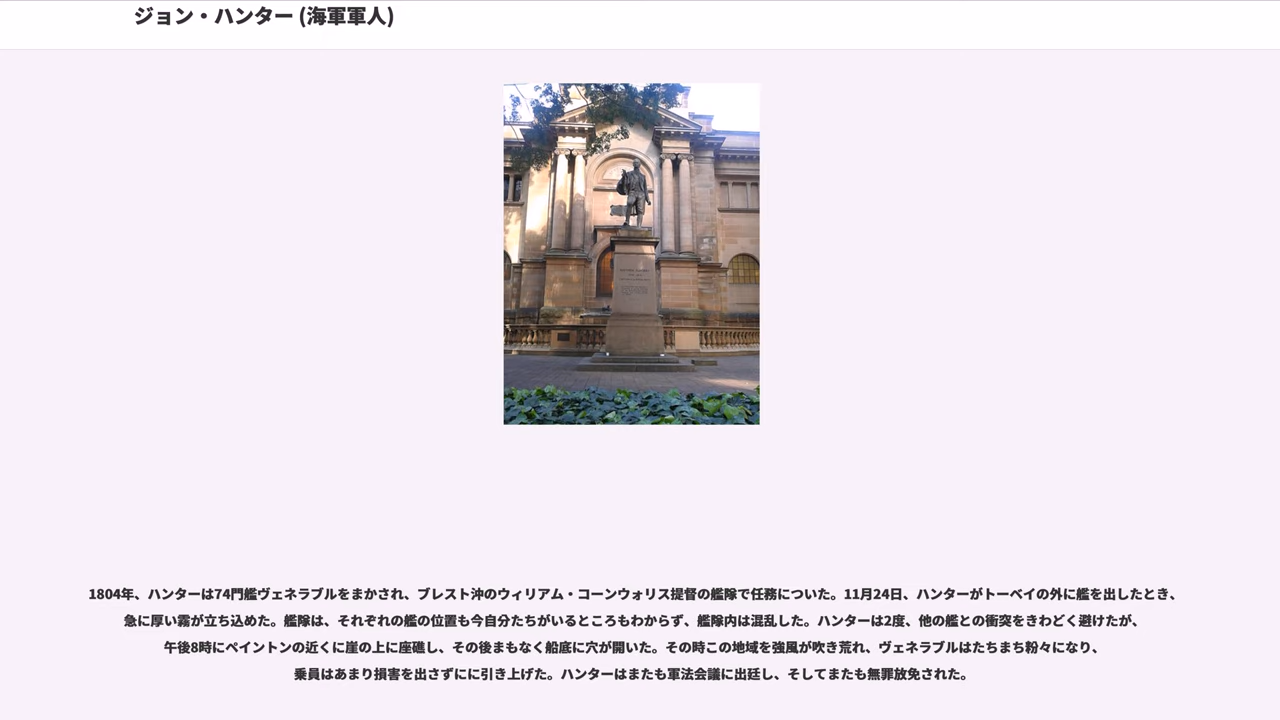 ジョン・ハンター (海軍軍人)
1804年、ハンターは74門艦ヴェネラブルをまかされ、ブレスト沖のウィリアム・コーンウォリス提督の艦隊で任務についた。11月24日、ハンターがトーベイの外に艦を出したとき、
急に厚い霧が立ち込めた。艦隊は、それぞれの艦の位置も今自分たちがいるところもわからず、艦隊内は混乱した。ハンターは2度、他の艦との衝突をきわどく避けたが、
午後8時にペイントンの近くに崖の上に座礁し、その後まもなく船底に穴が開いた。その時この地域を強風が吹き荒れ、ヴェネラブルはたちまち粉々になり、
乗員はあまり損害を出さずにに引き上げた。ハンターはまたも軍法会議に出廷し、そしてまたも無罪放免された。